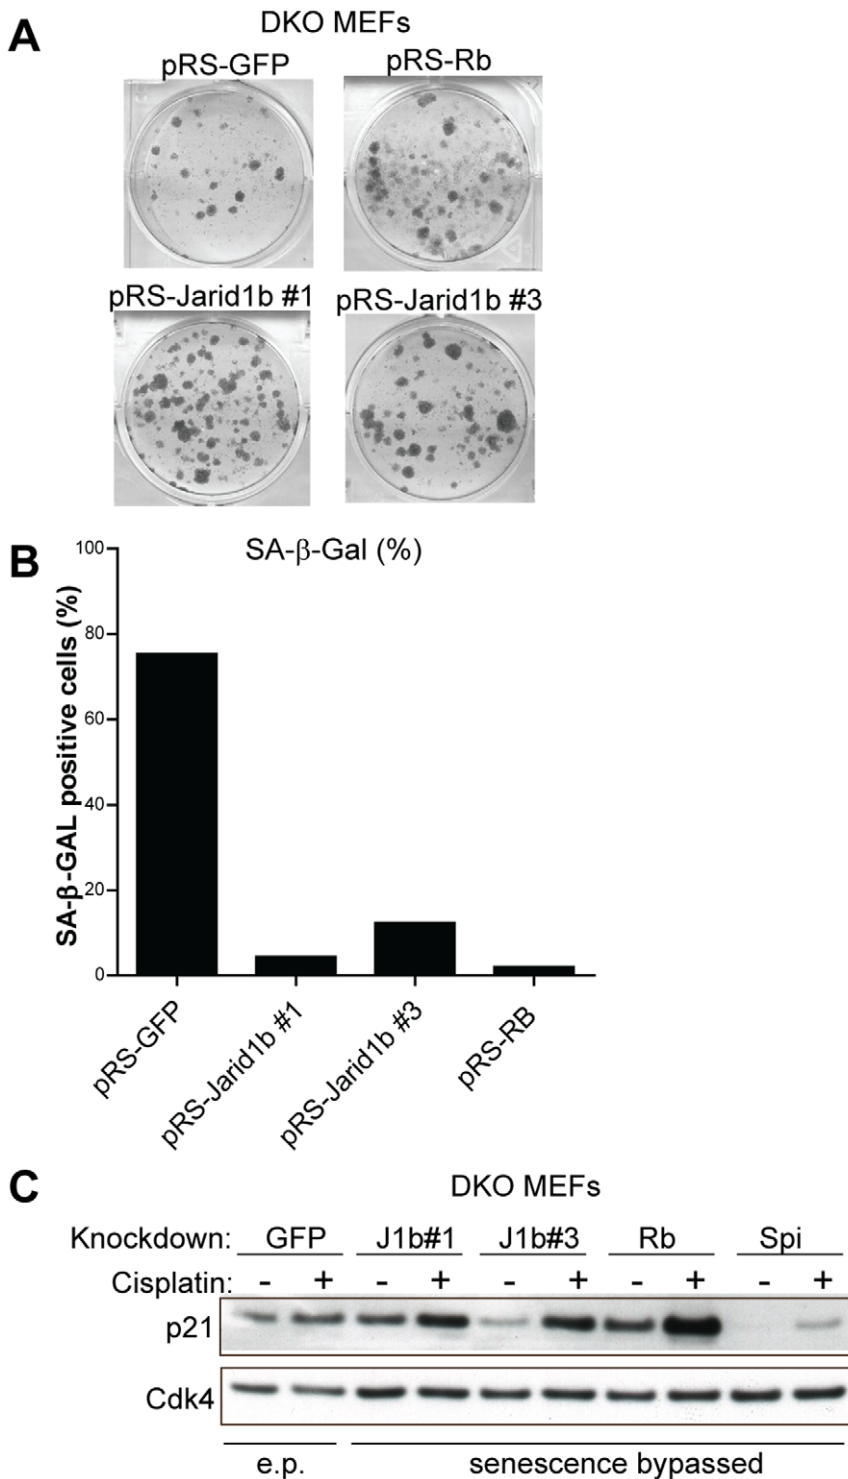 A
DKO MEFs
pRS-GFP
pRS-Rb
pRS-Jarid1b #1
pRS-Jarid1b #3
B
SA-β-Gal (%)
SA-β-GAL positive cells (%)
100
80
60
40
20
0
pRS-GFP
pRS-Jarid1b #1
pRS-Jarid1b #3
pRS-RB
C
DKO MEFs
Knockdown: GFP J1b#1 J1b#3 Rb Spi
Cisplatin: - + - + - + - + - +
p21
Cdk4
e.p. senescence bypassed